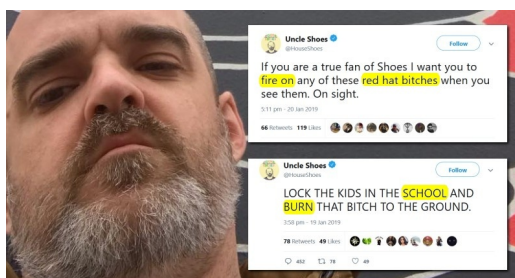 Uncle Shoes
@HouseShoes
Follow
If you are a true fan of Shoes I want you to
fire on any of these red hat bitches when you
see them. On sight.
5:11 pm - 20 Jan 2019
66 Retweets 119 Likes
Uncle Shoes
@HouseShoes
Follow
LOCK THE KIDS IN THE SCHOOL AND
BURN THAT BITCH TO THE GROUND.
3:58 pm - 19 Jan 2019
78 Retweets 49 Likes
452 78 49